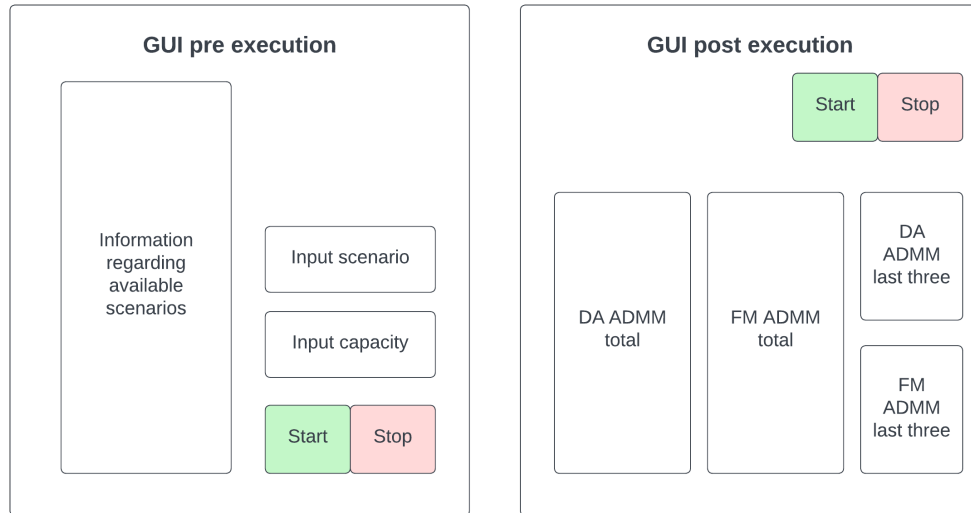 GUI pre execution
Information
regarding
available
scenarios
Input scenario
Input capacity
Start
Stop
GUI post execution
Start
Stop
DA ADMM
total
FM ADMM
total
DA
ADMM
last three
FM
ADMM
last three